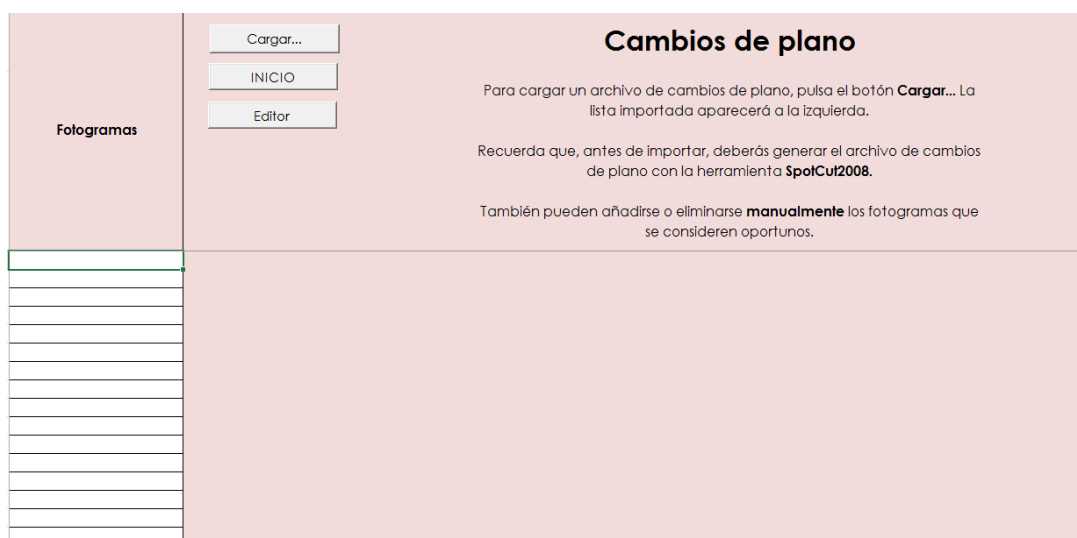 Cargar...
INICIO
Editor
Fotogramas
Cambios de plano
Para cargar un archivo de cambios de plano, pulsa el botón Cargar... La
lista importada aparecerá a la izquierda.
Recuerda que, antes de importar, deberás generar el archivo de cambios
de plano con la herramienta SpotCut2008.
También pueden añadirse o eliminarse manualmente los fotogramas que
se consideren oportunos.